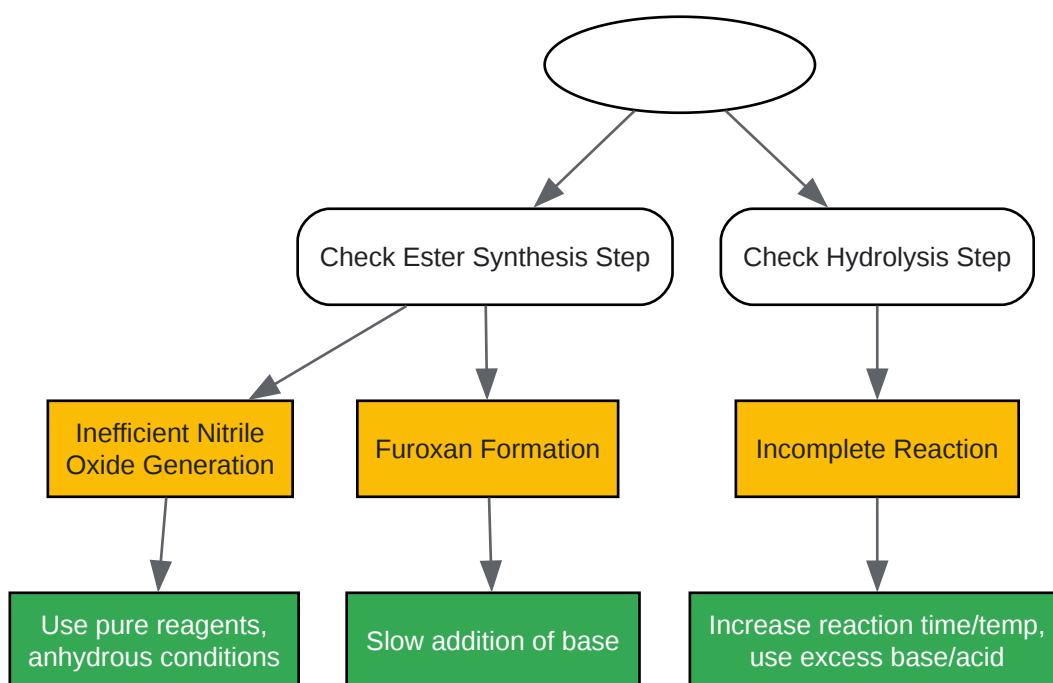 Check Ester Synthesis Step
Check Hydrolysis Step
Inefficient Nitrile
Oxide Generation
Furoxan Formation
Incomplete Reaction
Use pure reagents,
anhydrous conditions
Slow addition of base
Increase reaction time/temp,
use excess base/acid